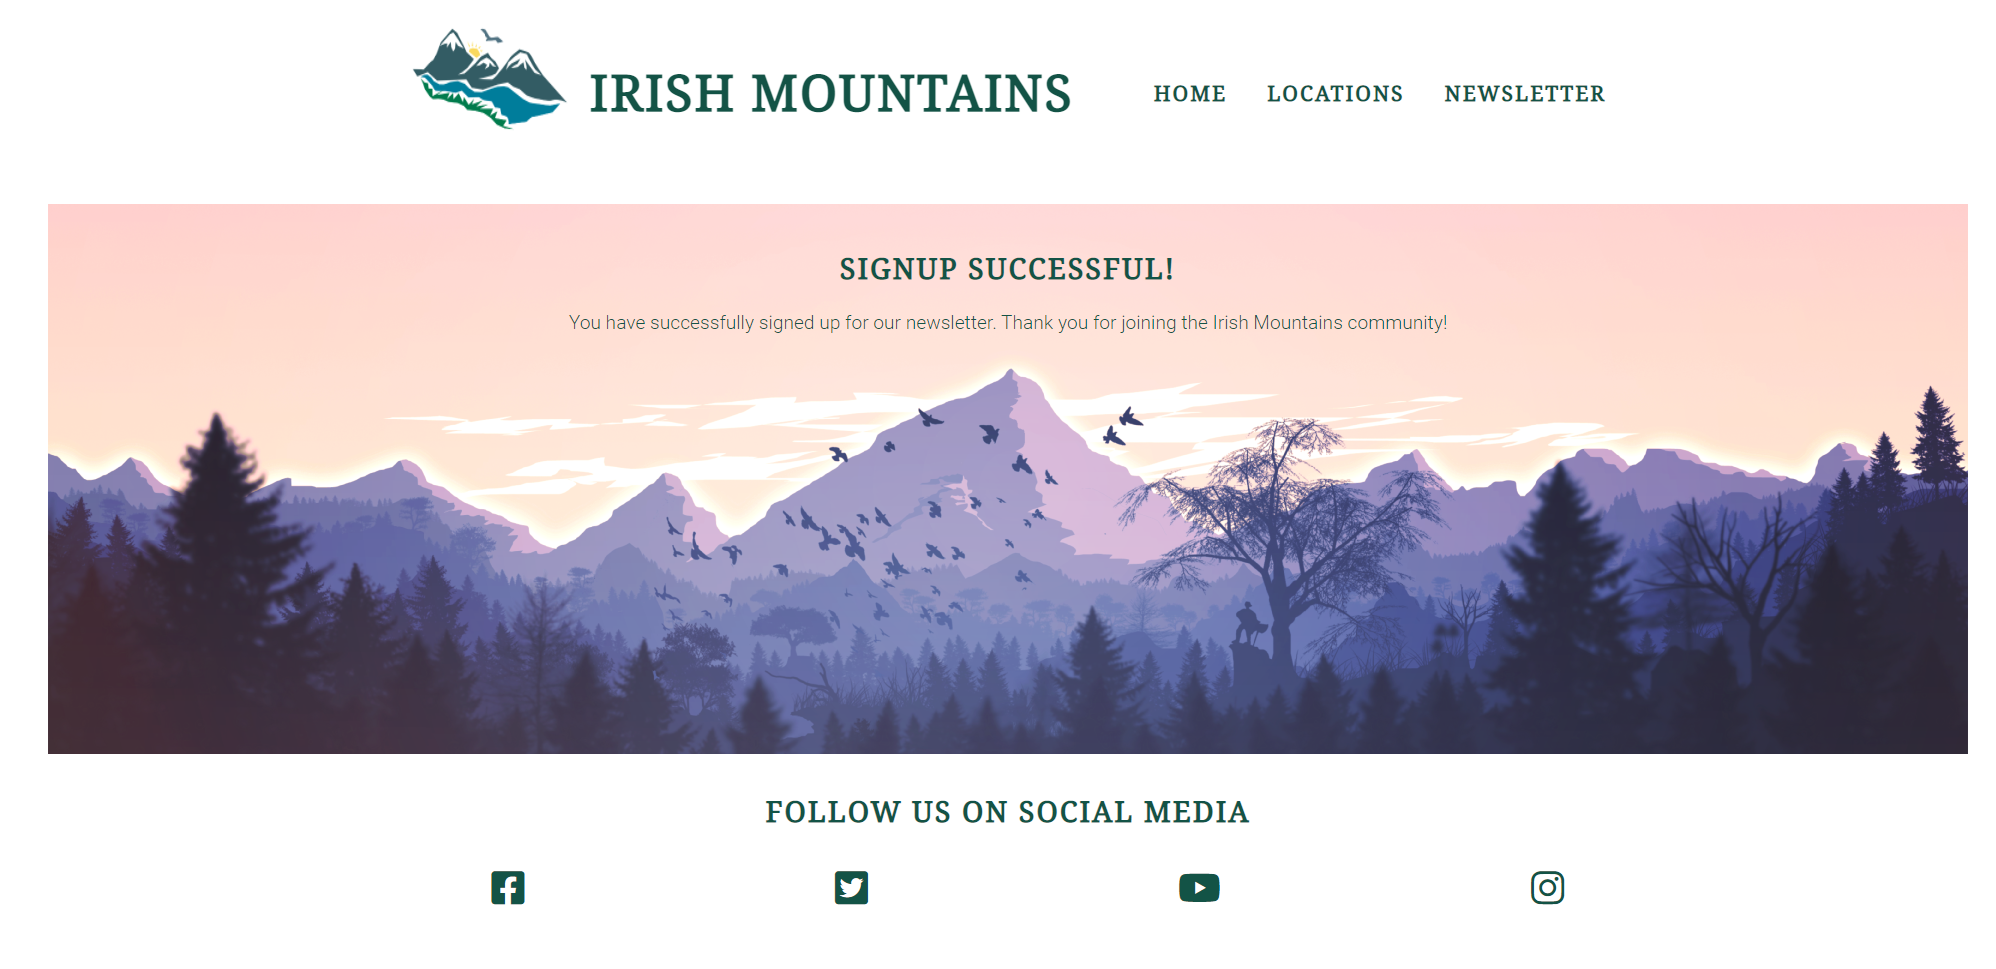 IRISH MOUNTAINS
HOME LOCATIONS NEWSLETTER
SIGNUP SUCCESSFUL!
You have successfully signed up for our newsletter. Thank you for joining the Irish Mountains community!
FOLLOW US ON SOCIAL MEDIA